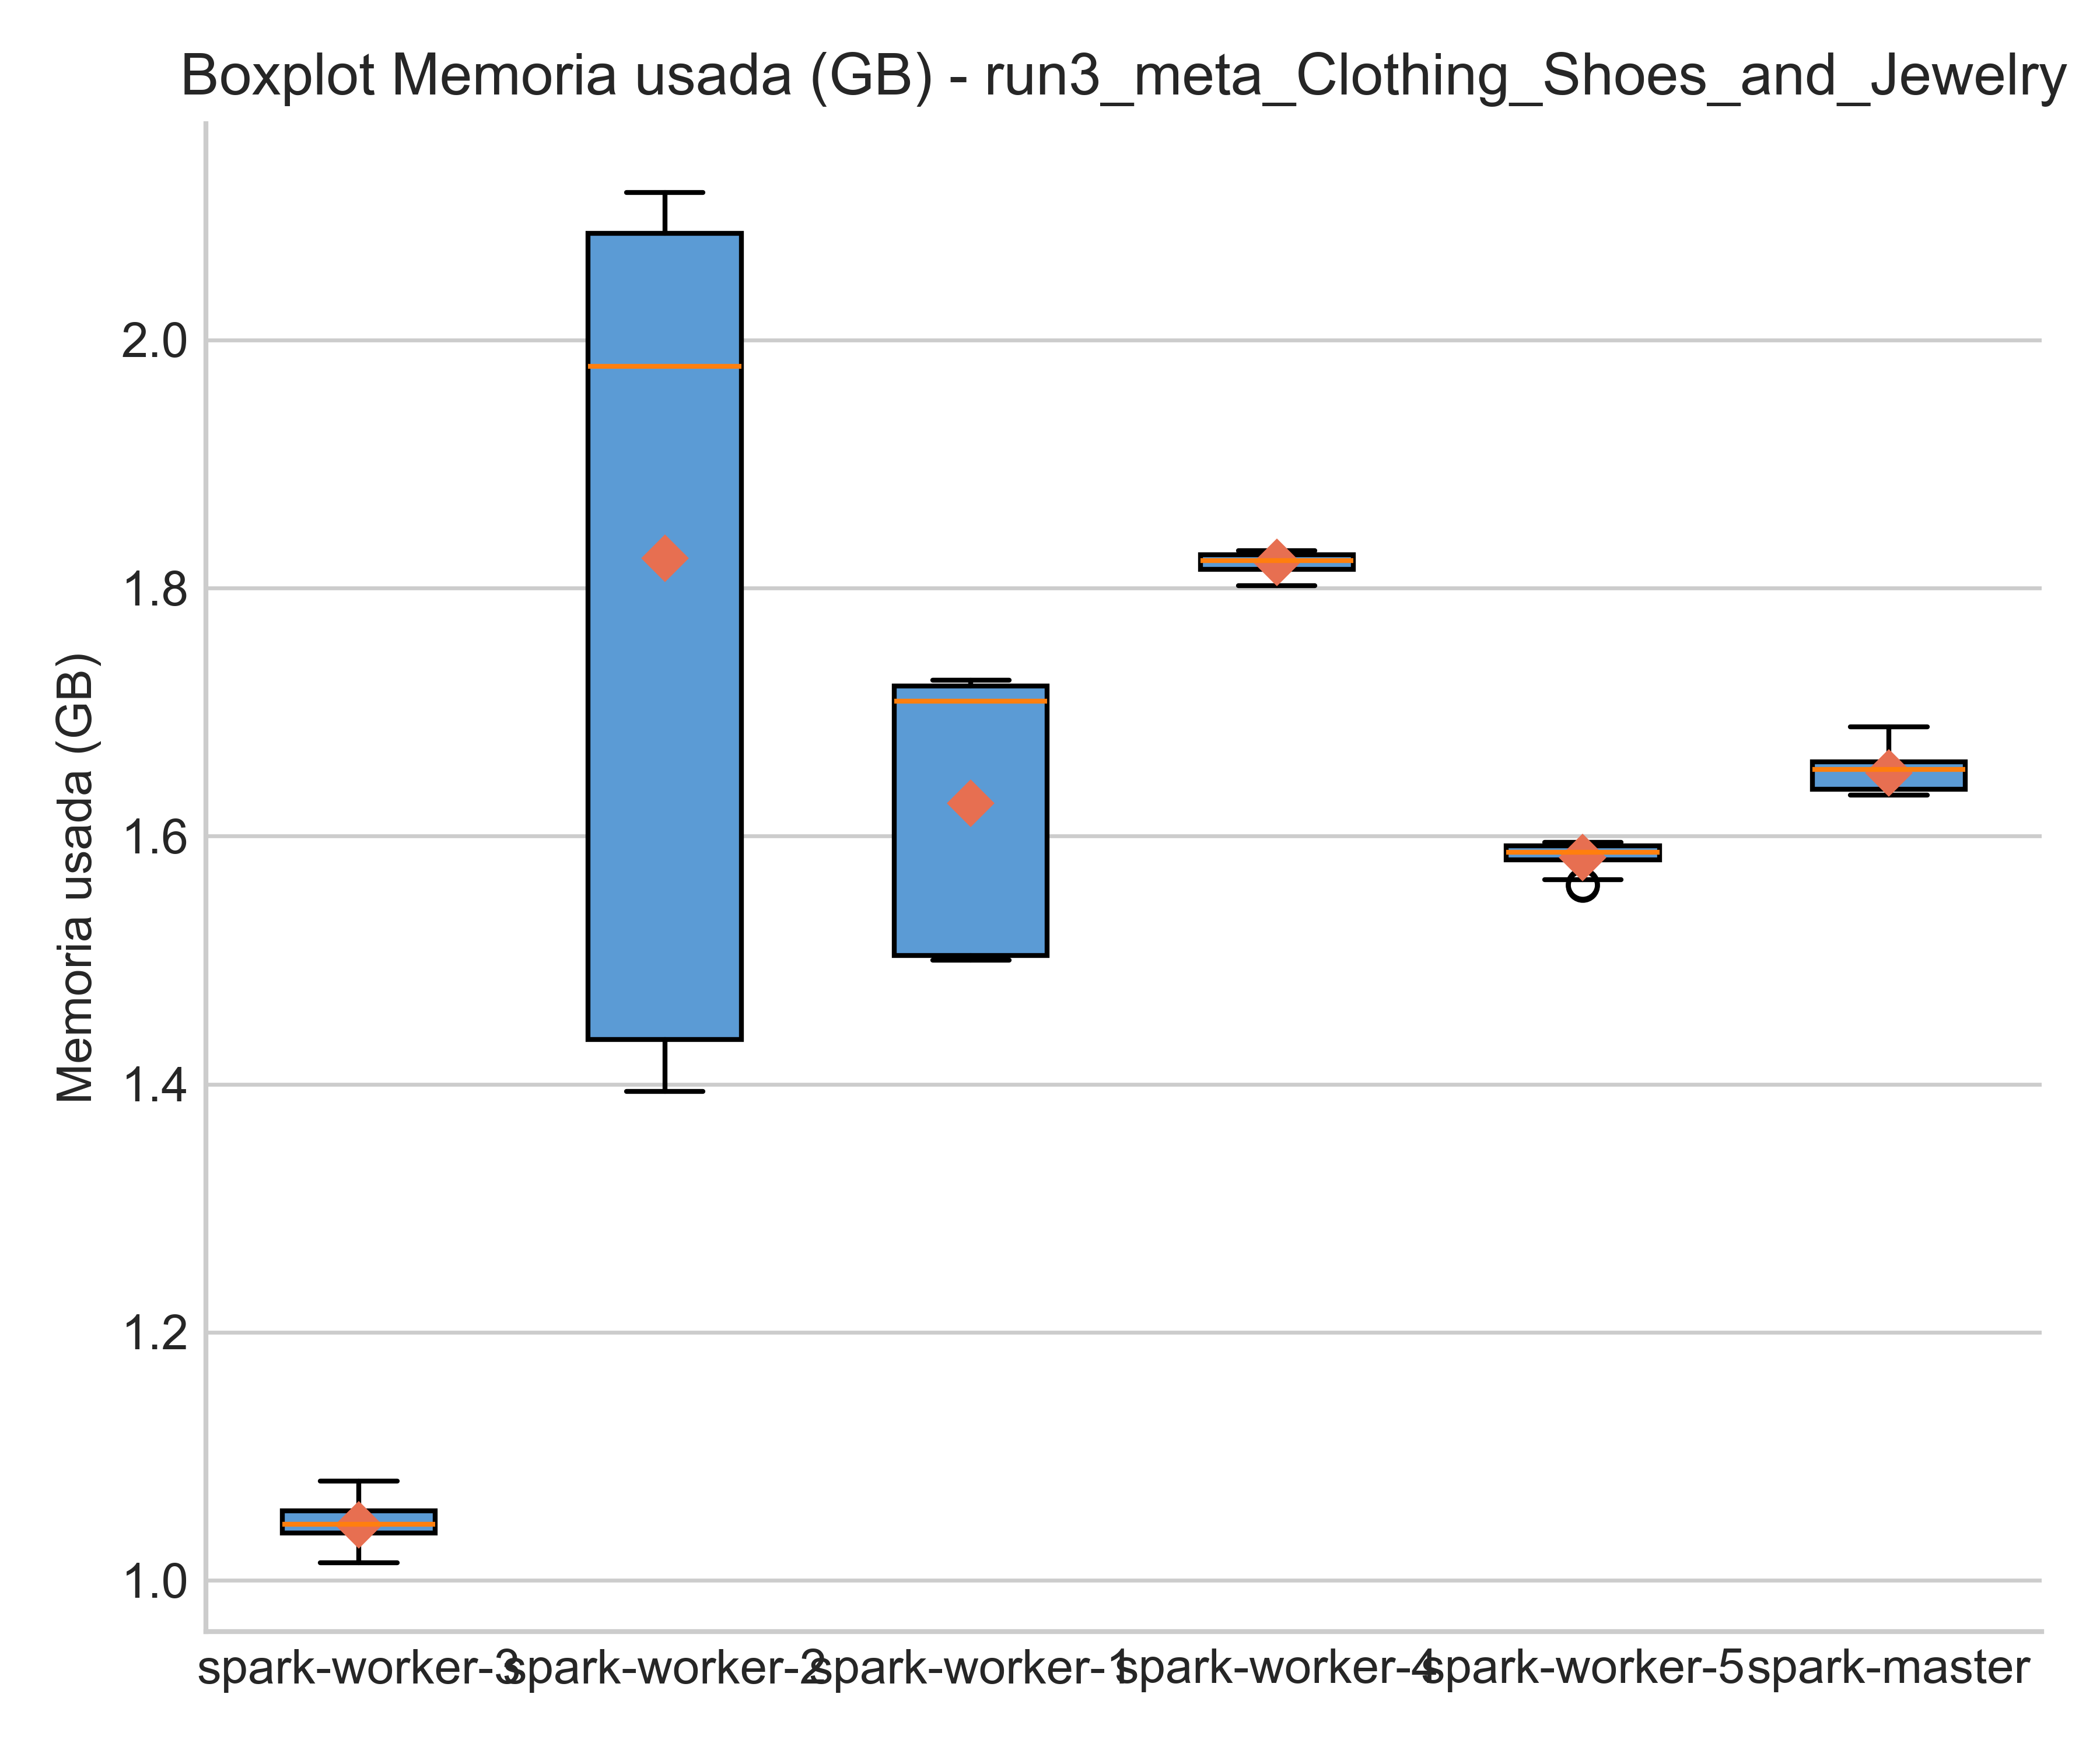 Boxplot Memoria usada (GB) - run3_meta_Clothing_Shoes_and_Jewelry
Memoria usada (GB)
2.0
1.8
1.6
1.4
1.2
1.0
spark-worker-3 spark-worker-2 spark-worker-1 spark-worker-4 spark-worker-5 spark-master